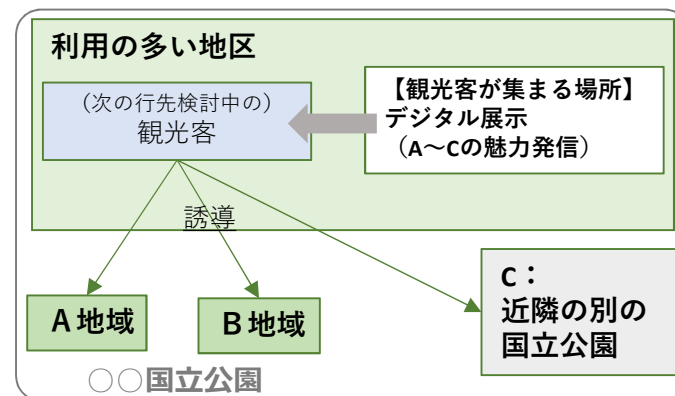 利用の多い地区
（次の行先検討中の）
観光客
【観光客が集まる場所】
デジタル展示
（A～Cの魅力発信）
誘導
A地域
B地域
C：
近隣の別の
国立公園
○○国立公園